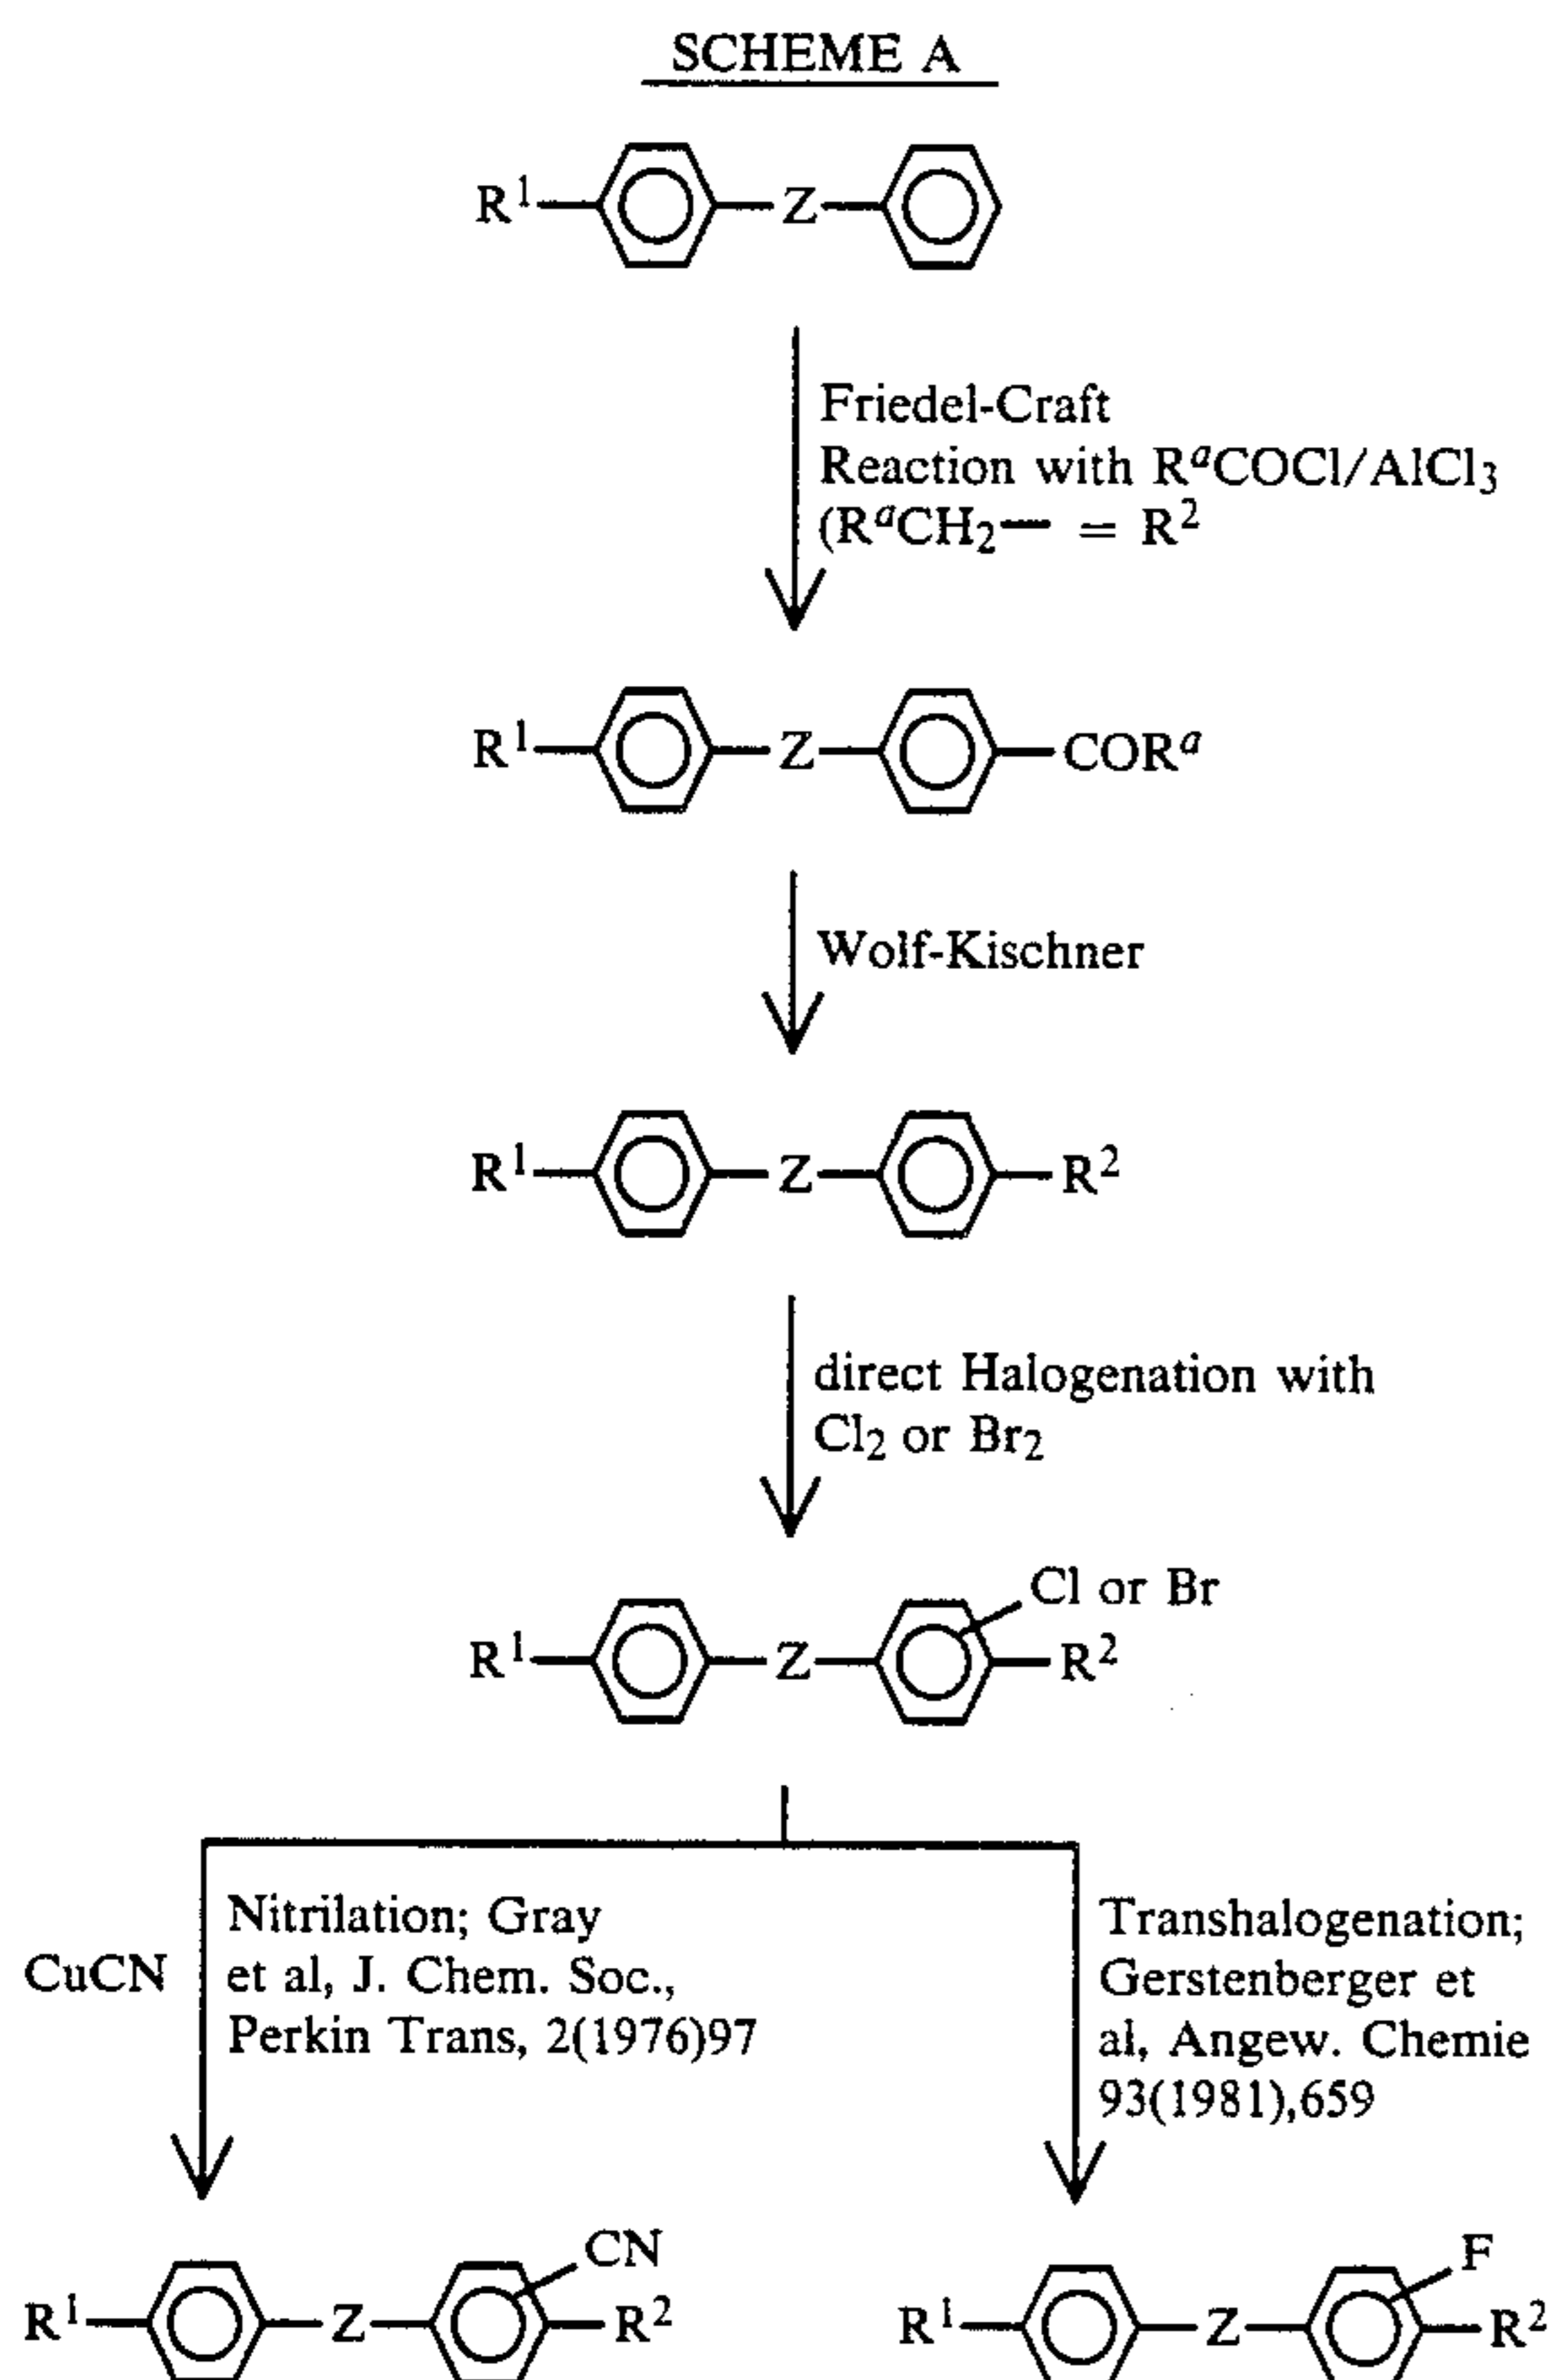 SCHEME A
R¹ Z
Friedel-Craft
Reaction with RᵃCOCl/AlCl₃
(RᵃCH₂— = R²
R¹ Z CORᵃ
Wolf-Kischner
R¹ Z R²
direct Halogenation with
Cl₂ or Br₂
Cl or Br
R¹ Z R²
CuCN
Nitrilation; Gray
et al, J. Chem. Soc.,
Perkin Trans, 2(1976)97
Transhalogenation;
Gerstenberger et
al, Angew. Chemie
93(1981),659
CN
R¹ Z R²
F
R¹ Z R²